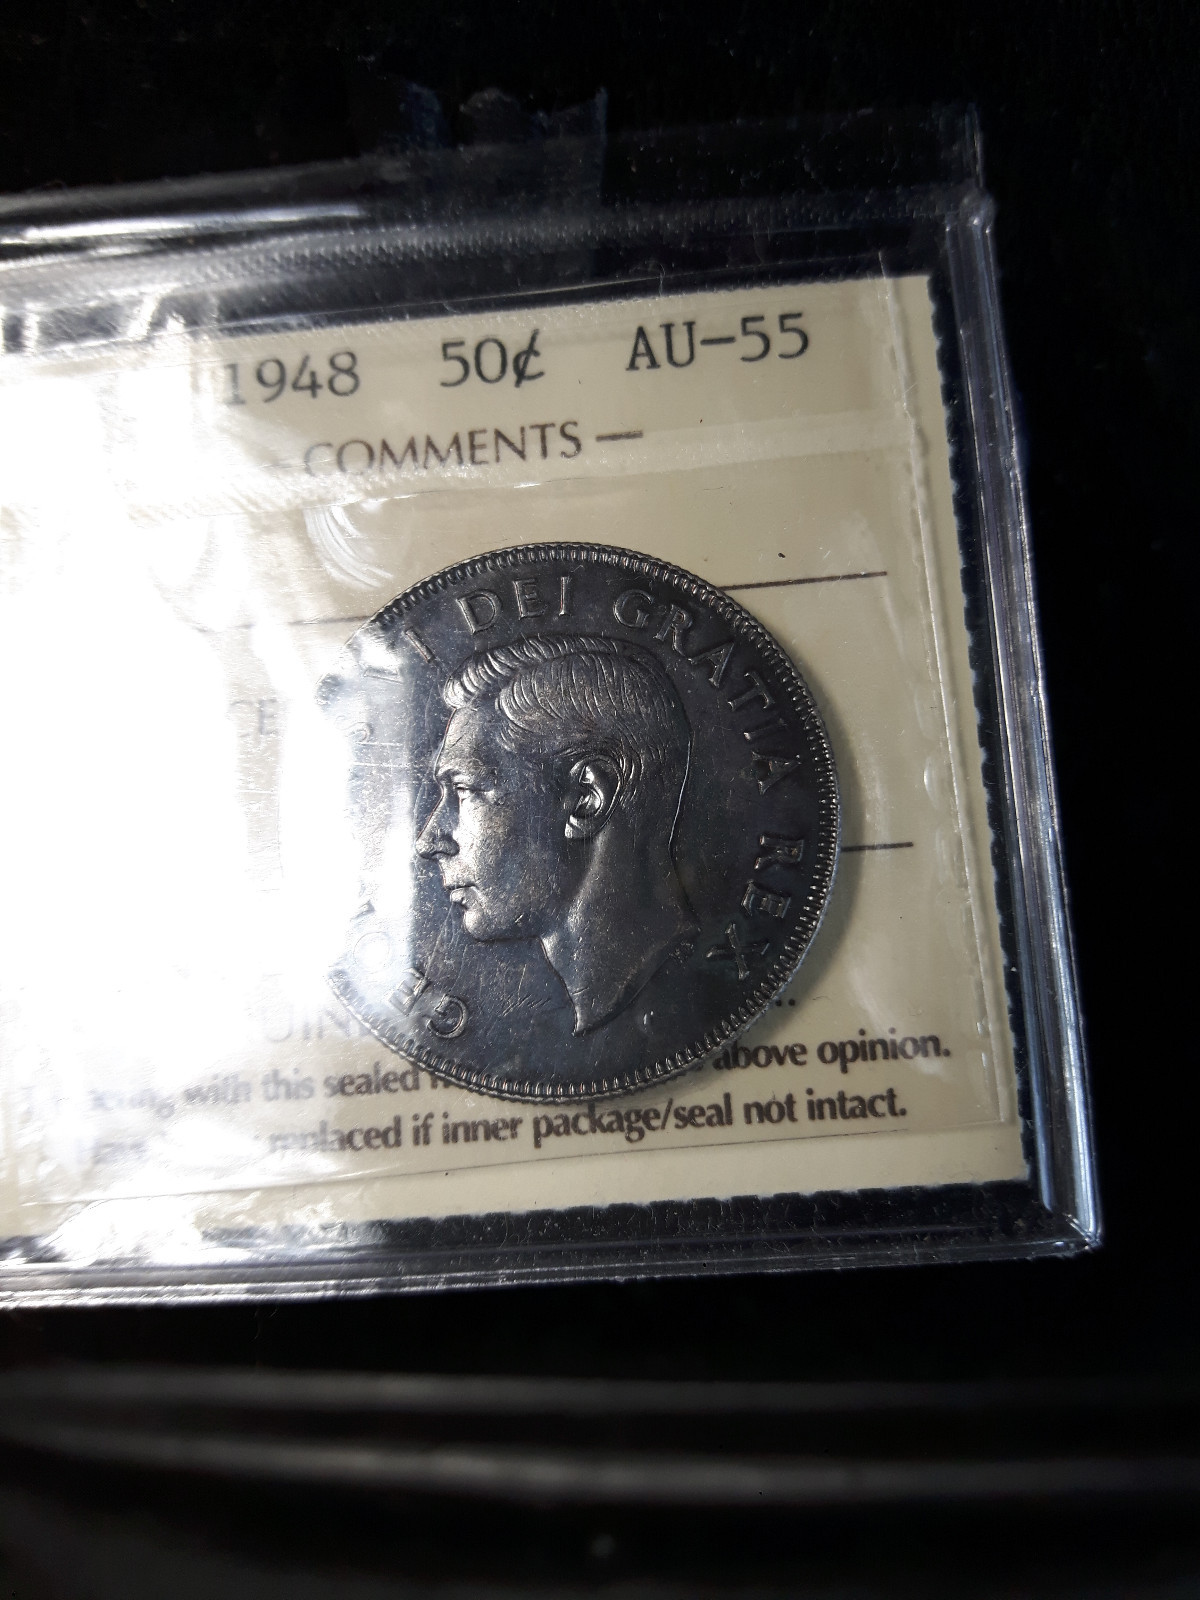 1948 50¢ AU-55
COMMENTS —
DEI GRATIA REX
GEO
with this sealed above opinion.
replaced if inner package/seal not intact.